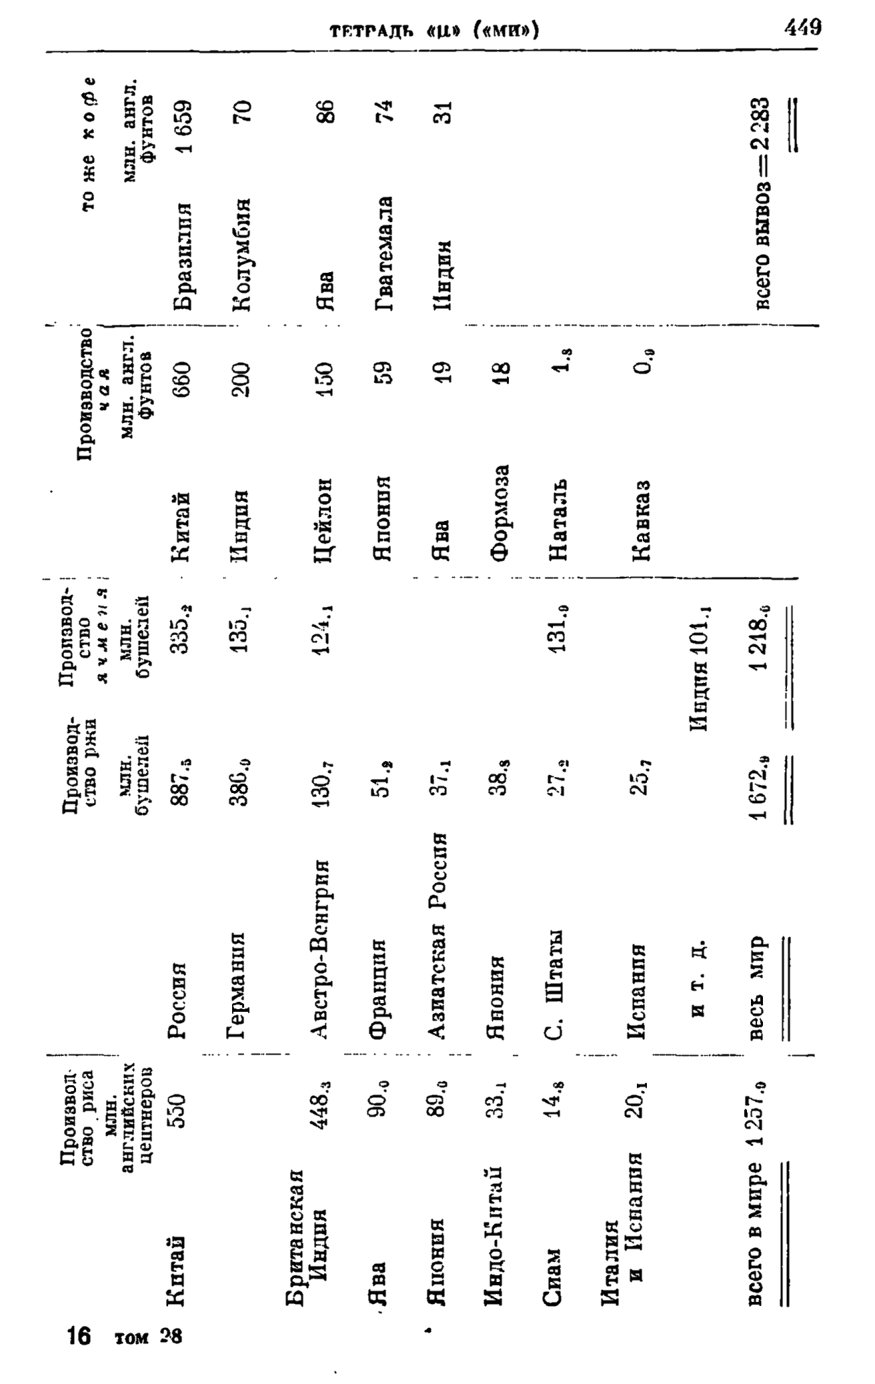 ТЕТРАДЬ «μ» («МИ») 449
Производство риса млн. английских центнеров Производство ржи млн. бушелей Производство ячменя млн. бушелей Производство чая млн. англ. фунтов то же кофе млн. англ. фунтов
Китай 550 Россия 887.5 335.2 Китай 660 Бразилия 1 659
Германия 386.0 135.1 Индия 200 Колумбия 70
Британская
Индия 448.3 Австро-Венгрия 130.7 124.1 Цейлон 150 Ява 86
Ява 90.0 Франция 51.2 Япония 59 Гватемала 74
Япония 89.0 Азиатская Россия 37.1 Ява 19 Индия 31
Индо-Китай 33.1 Япония 38.8 Формоза 18
Сиам 14.8 С. Штаты 27.2 131.0 Наталь 1.8
Италия
и Испания 20.1 Испания 25.7 Кавказ 0.9
и т. д. Индия 101.1
всего в мире 1 257.9 весь мир 1 672.9 1 218.6 всего вывоз = 2 283
16 том 28